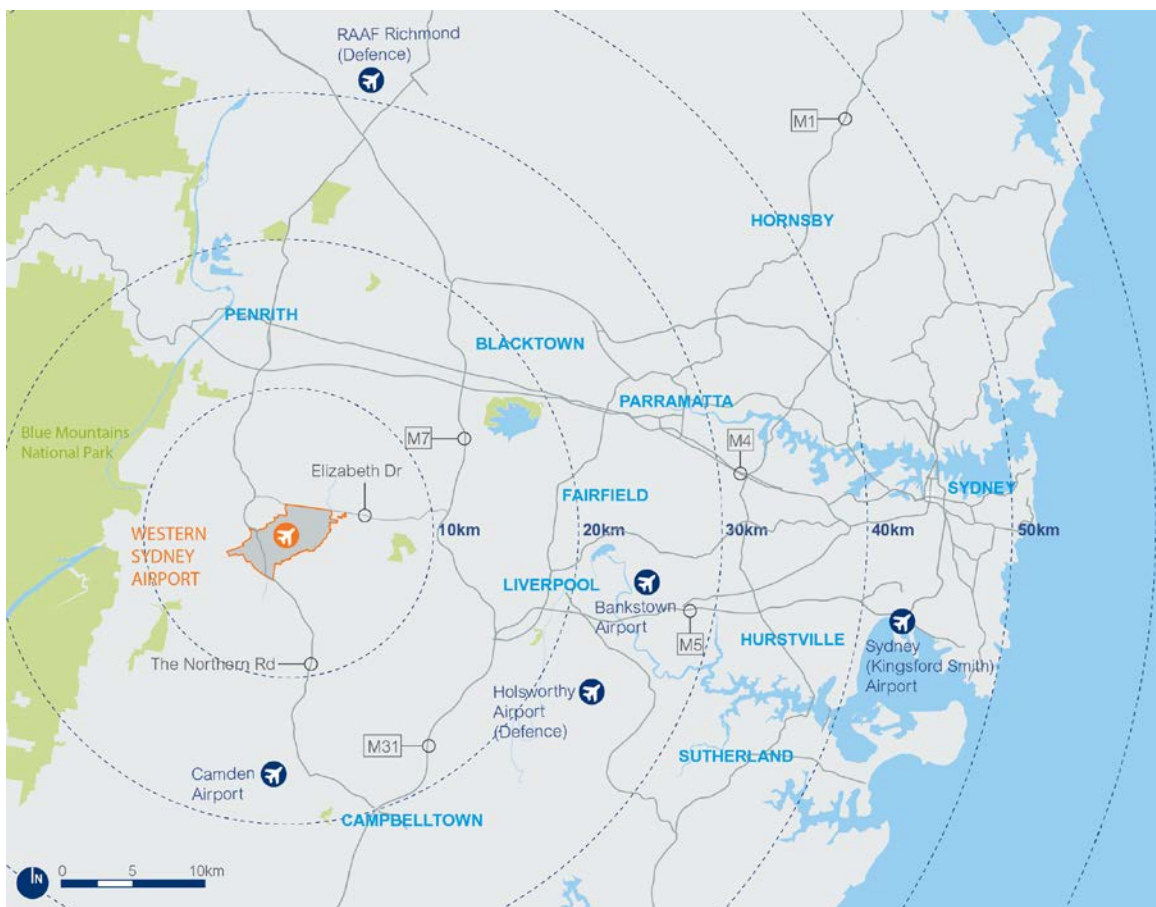 RAAF Richmond
(Defence)
M1
HORNSBY
PENRITH
BLACKTOWN
PARRAMATTA
Blue Mountains
National Park
M7
M4
Elizabeth Dr
FAIRFIELD
SYDNEY
WESTERN
SYDNEY
AIRPORT
10km
20km
30km
40km
50km
LIVERPOOL
Bankstown
Airport
M5
HURSTVILLE
Sydney
(Kingsford Smith)
Airport
The Northern Rd
Holsworthy
Airport
(Defence)
M31
SUTHERLAND
Camden
Airport
CAMPBELLTOWN
N
0 5 10km